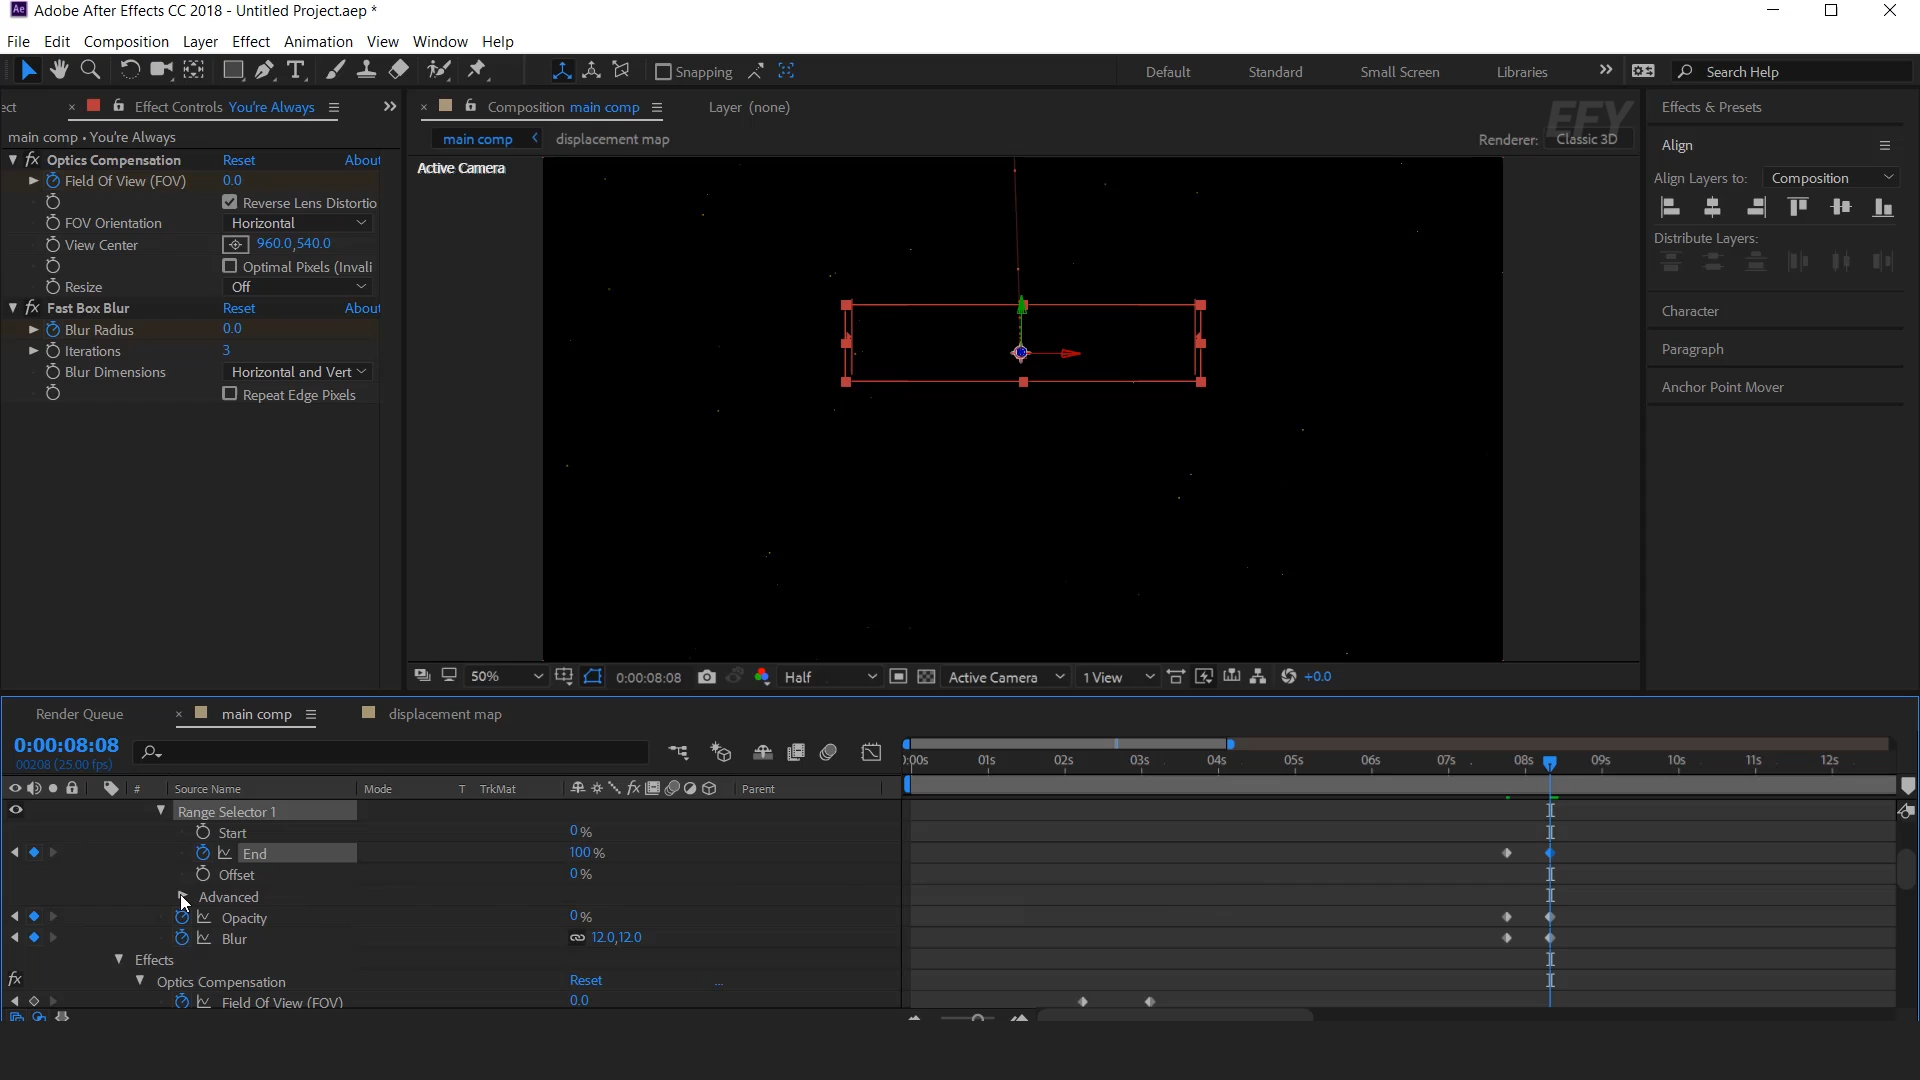 Ae Adobe After Effects CC 2018 - Untitled Project.aep *
File Edit Composition Layer Effect Animation View Window Help
Snapping Default Standard Small Screen Libraries Search Help
ect Effect Controls You're Always
main comp • You're Always
fx Optics Compensation Reset About
Field Of View (FOV) 0.0
Reverse Lens Distortio
FOV Orientation Horizontal
View Center 960.0,540.0
Optimal Pixels (Invali
Resize Off
fx Fast Box Blur Reset About
Blur Radius 0.0
Iterations 3
Blur Dimensions Horizontal and Vert
Repeat Edge Pixels
Composition main comp Layer (none)
main comp displacement map Renderer: Classic 3D
EFY
Active Camera
50% 0:00:08:08 Half Active Camera 1 View +0.0
Effects & Presets
Align
Align Layers to: Composition
Distribute Layers:
Character
Paragraph
Anchor Point Mover
Render Queue main comp displacement map
0:00:08:08
00208 (25.00 fps)
# Source Name Mode T TrkMat fx Parent
):00s 01s 02s 03s 04s 05s 06s 07s 08s 09s 10s 11s 12s
Range Selector 1
Start 0 %
End 100 %
Offset 0 %
Advanced
Opacity 0 %
Blur 12.0,12.0
Effects
fx Optics Compensation Reset ...
Field Of View (FOV) 0.0